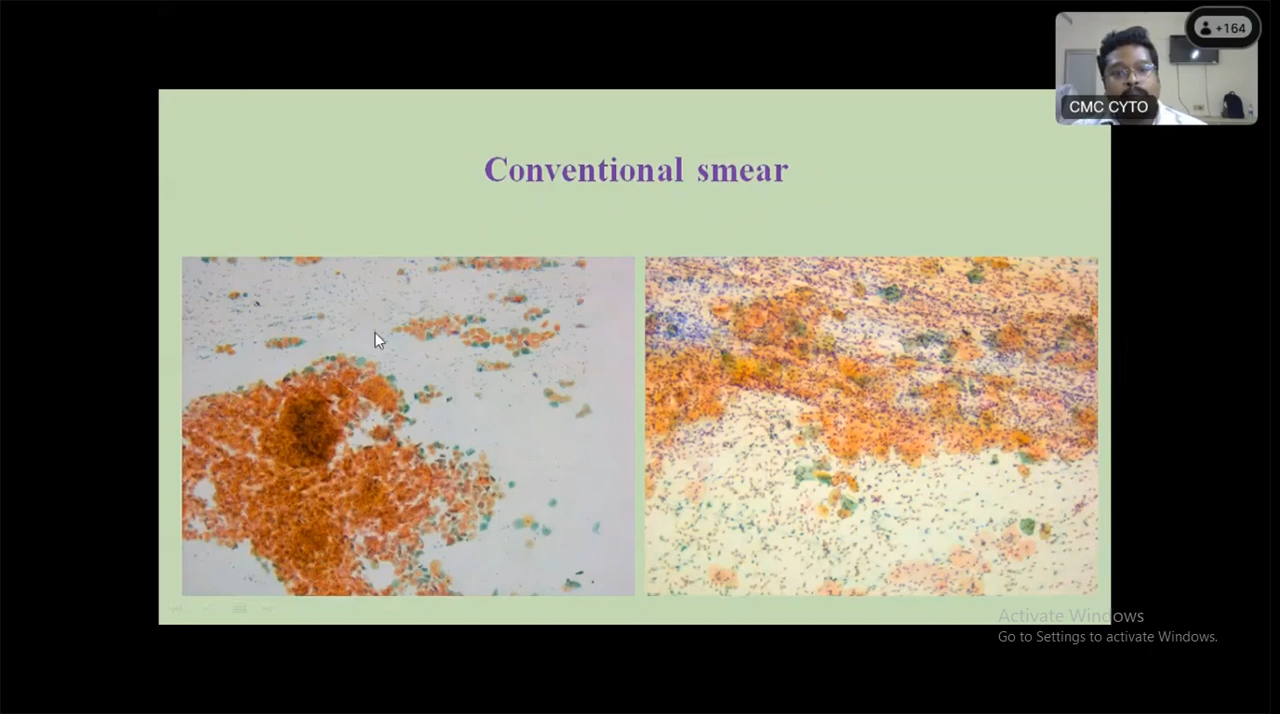 +164
CMC CYTO
Conventional smear
Activate Windows
Go to Settings to activate Windows.